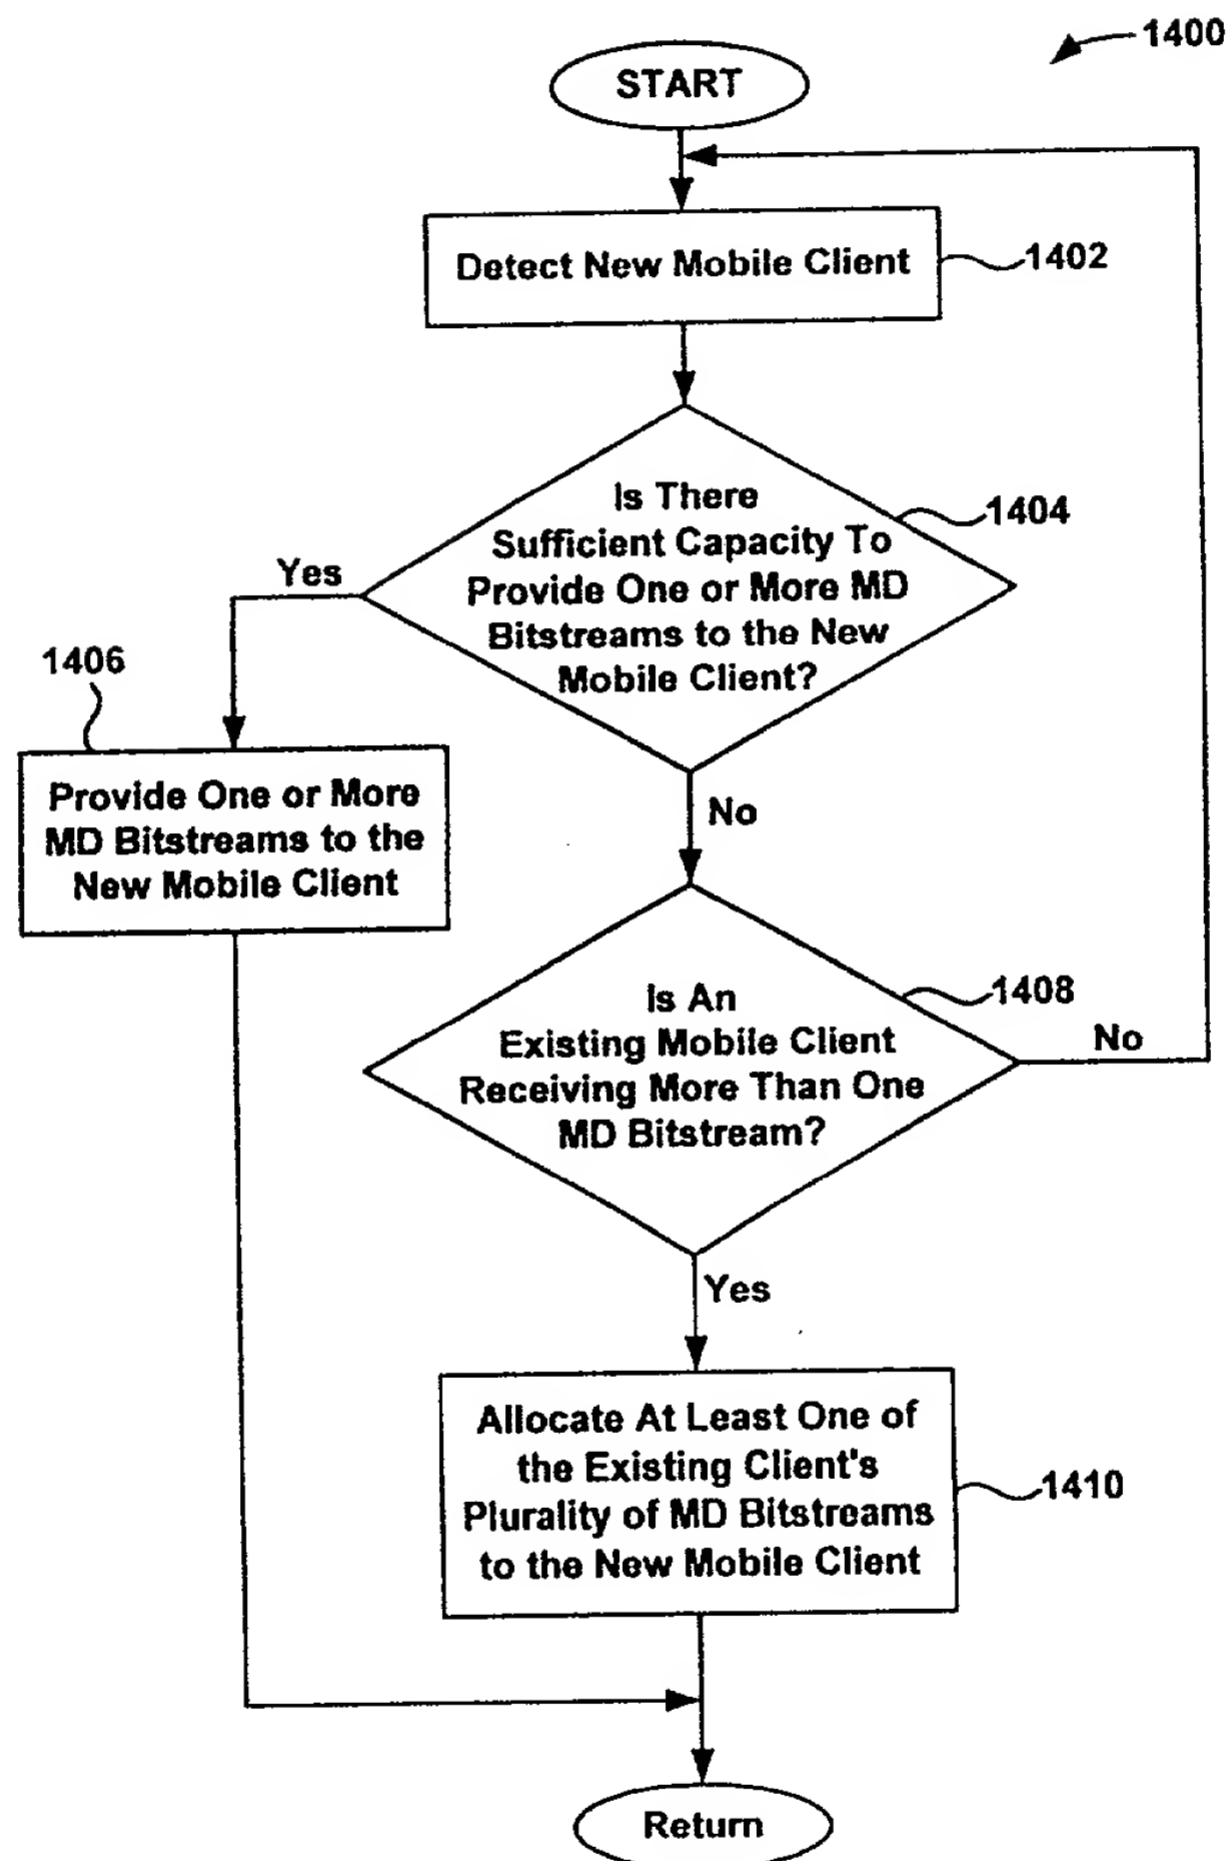 1400
START
Detect New Mobile Client
1402
Is There
Sufficient Capacity To
Provide One or More MD
Bitstreams to the New
Mobile Client?
1404
Yes
1406
Provide One or More
MD Bitstreams to the
New Mobile Client
No
Is An
Existing Mobile Client
Receiving More Than One
MD Bitstream?
1408
No
Yes
Allocate At Least One of
the Existing Client's
Plurality of MD Bitstreams
to the New Mobile Client
1410
Return